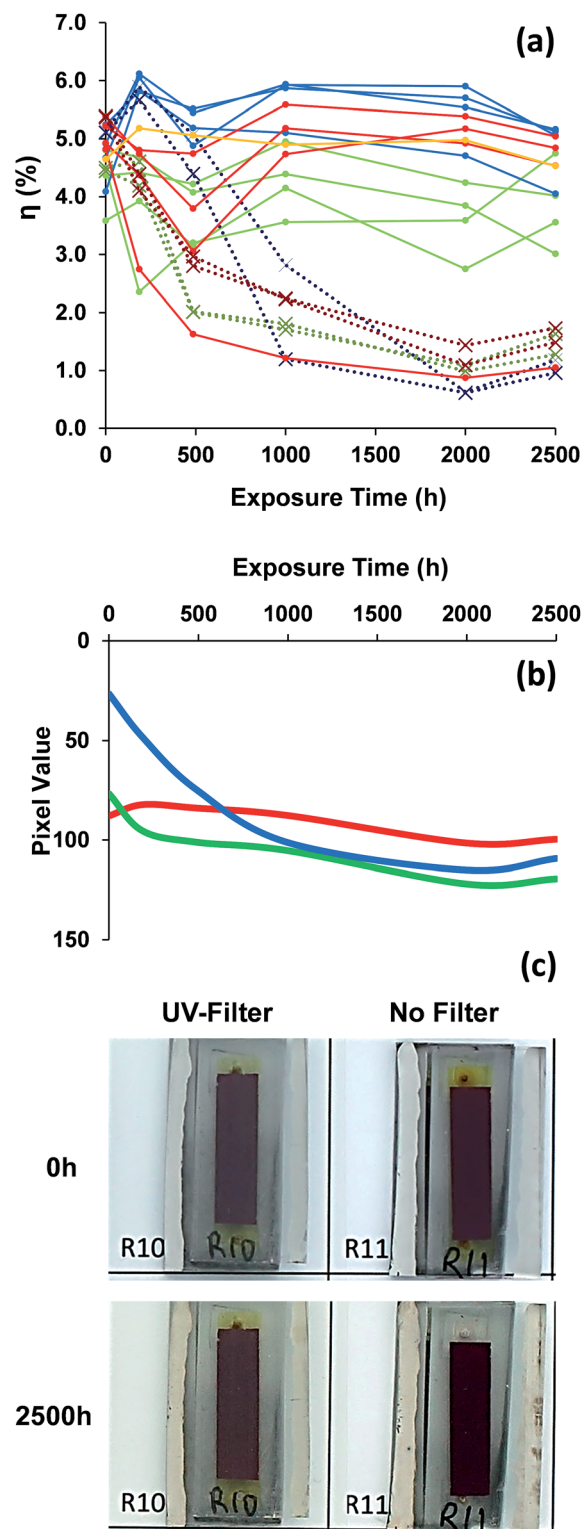 (a)
η (%)
7.0
6.0
5.0
4.0
3.0
2.0
1.0
0.0
0 500 1000 1500 2000 2500
Exposure Time (h)
Exposure Time (h)
0 500 1000 1500 2000 2500
(b)
Pixel Value
0
50
100
150
(c)
UV-Filter No Filter
0h
R10 R10 R11 R11
2500h
R10 R10 R11 R11